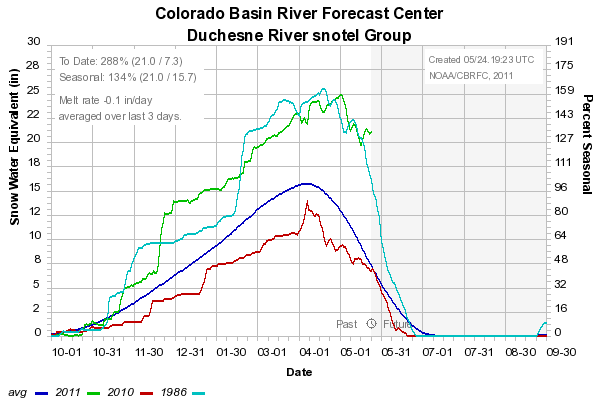 Colorado Basin River Forecast Center
Duchesne River snotel Group
Snow Water Equivalent (in)
30
28
25
22
20
18
15
12
10
8
5
2
0
To Date: 288% (21.0 / 7.3)
Seasonal: 134% (21.0 / 15.7)
Melt rate -0.1 in/day
averaged over last 3 days.
Created 05/24.19:23 UTC
NOAA/CBRFC, 2011
Past
Future
191
175
159
143
127
111
96
80
64
48
32
16
0
Percent Seasonal
10-01 10-31 11-30 12-31 01-30 03-01 04-01 05-01 05-31 07-01 07-31 08-30 09-30
Date
avg 2011 2010 1986